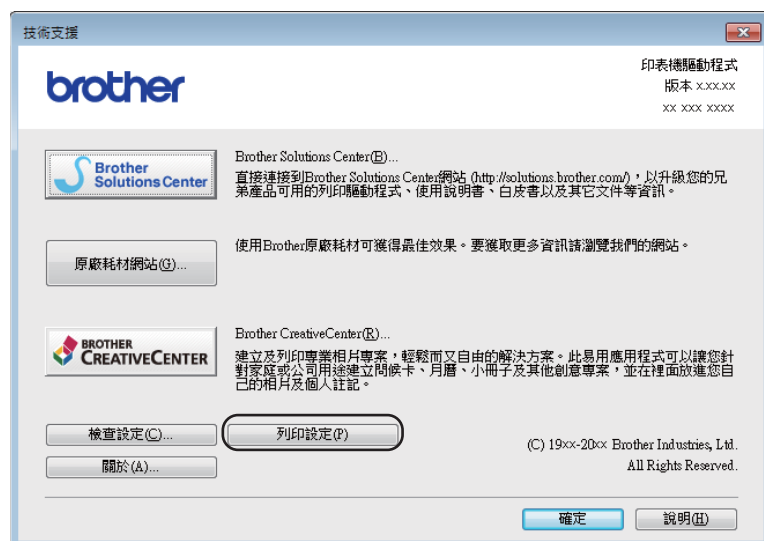 技術支援
brother
印表機驅動程式
版本 x.xx.xx
xx xxx xxxx
Brother
Solutions Center
Brother Solutions Center(B)...
直接連接到Brother Solutions Center網站 (http://solutions.brother.com/)，以升級您的兄
弟產品可用的列印驅動程式、使用說明書、白皮書以及其它文件等資訊。
原廠耗材網站(G)...
使用Brother原廠耗材可獲得最佳效果。要獲取更多資訊請瀏覽我們的網站。
BROTHER
CREATIVECENTER
Brother CreativeCenter(R)...
建立及列印專業相片專案，輕鬆而又自由的解決方案。此易用應用程式可以讓您針
對家庭或公司用途建立問候卡、月曆、小冊子及其他創意專案，並在裡面放進您自
己的相片及個人註記。
檢查設定(C)...
列印設定(P)
關於(A)...
(C) 19xx-20xx Brother Industries, Ltd.
All Rights Reserved.
確定
說明(H)